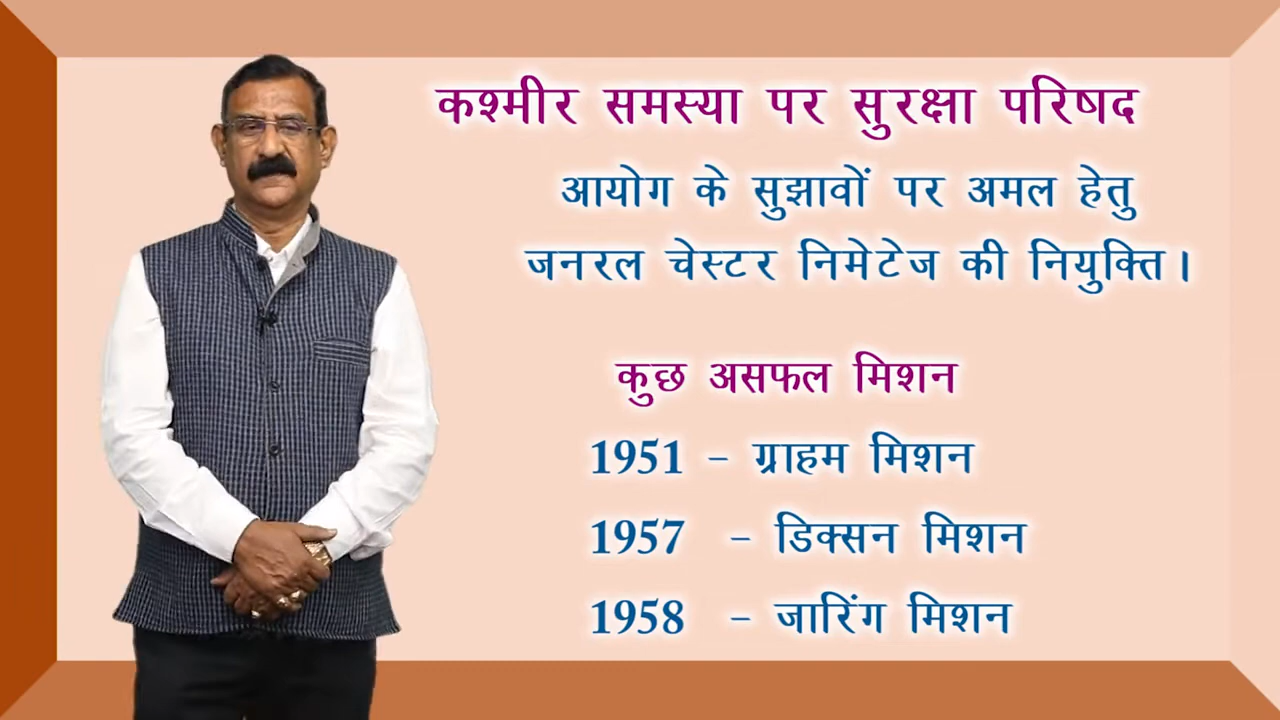 कश्मीर समस्या पर सुरक्षा परिषद
आयोग के सुझावों पर अमल हेतु
जनरल चेस्टर निमेटेज की नियुक्ति।
कुछ असफल मिशन
1951 – ग्राहम मिशन
1957 – डिक्सन मिशन
1958 – जारिंग मिशन